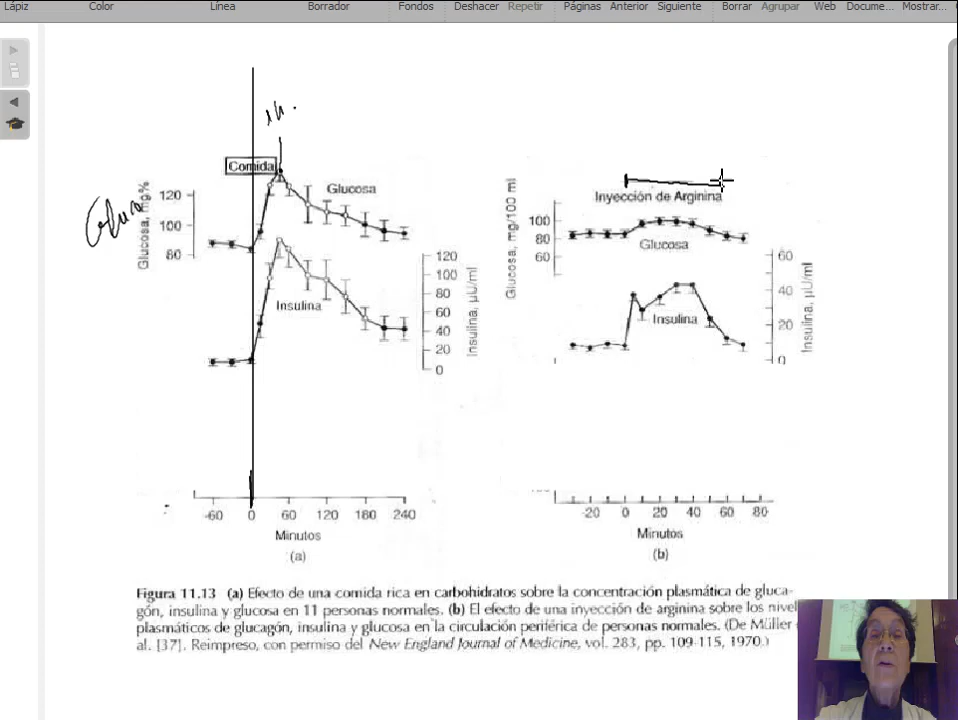 Lápiz Color Línea Borrador Fondos Deshacer Repetir Páginas Anterior Siguiente Borrar Agrupar Web Docume... Mostrar...
1h.
Comida
Glucosa
Glucosa, mg%
120
100
80
Insulina
120
100
80
60
40
20
0
Insulina, µU/ml
-60 0 60 120 180 240
Minutos
(a)
Inyección de Arginina
Glucosa, mg/100 ml
100
80
60
Glucosa
Insulina
60
40
20
0
Insulina, µU/ml
-20 0 20 40 60 80
Minutos
(b)
Figura 11.13 (a) Efecto de una comida rica en carbohidratos sobre la concentración plasmática de gluca-
gón, insulina y glucosa en 11 personas normales. (b) El efecto de una inyección de arginina sobre los nivel
plasmáticos de glucagón, insulina y glucosa en la circulación periférica de personas normales. (De Müller
al. [37]. Reimpreso, con permiso del New England Journal of Medicine, vol. 283, pp. 109-115, 1970.)